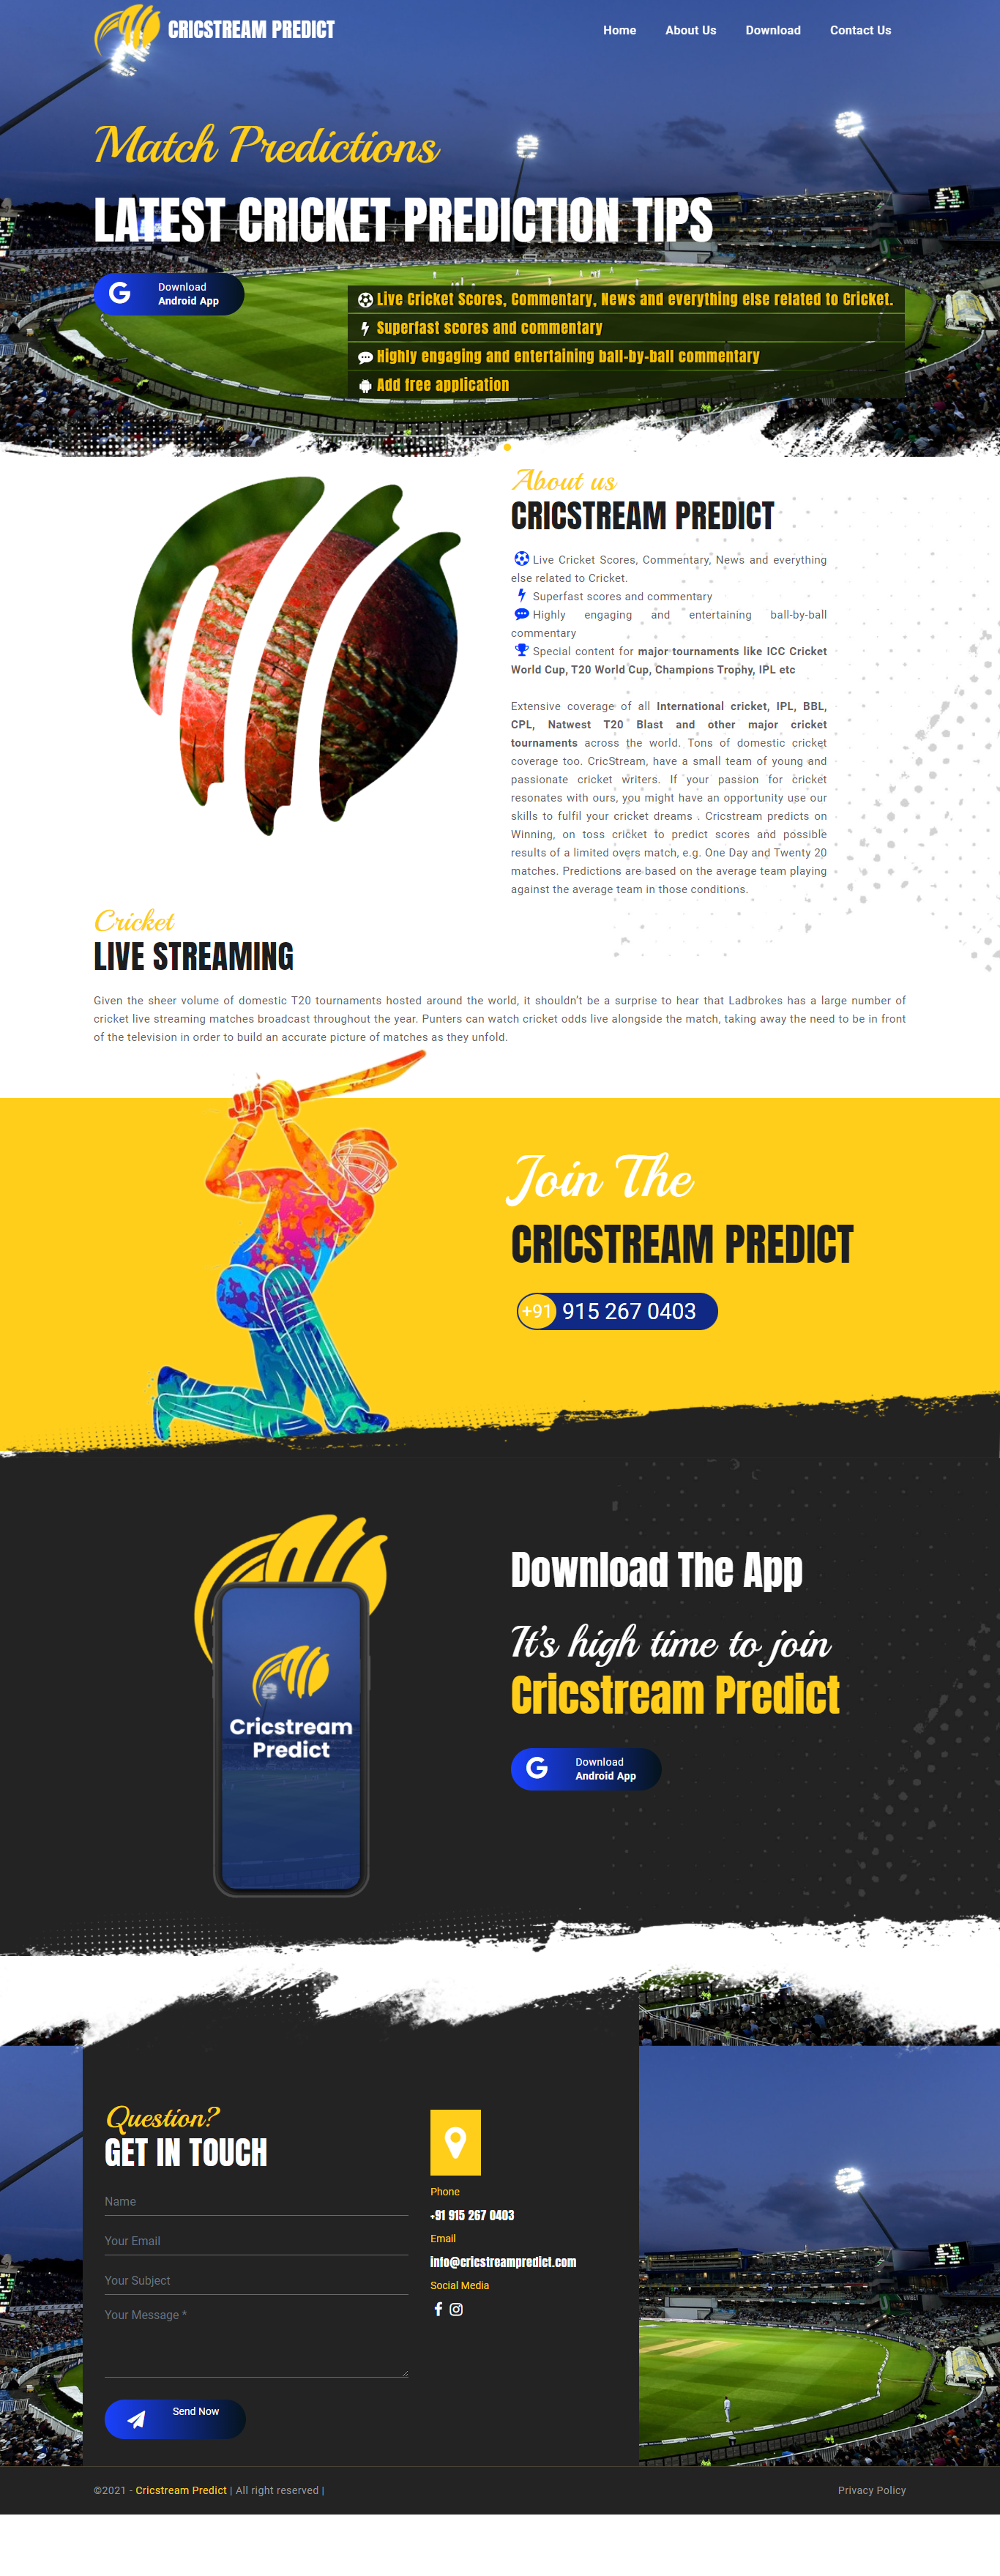 CRICSTREAM PREDICT
Home About Us Download Contact Us
Match Predictions
LATEST CRICKET PREDICTION TIPS
Download
Android App
Live Cricket Scores, Commentary, News and everything else related to Cricket.
Superfast scores and commentary
Highly engaging and entertaining ball-by-ball commentary
Add free application
About us
CRICSTREAM PREDICT
Live Cricket Scores, Commentary, News and everything
else related to Cricket.
Superfast scores and commentary
Highly engaging and entertaining ball-by-ball
commentary
Special content for major tournaments like ICC Cricket
World Cup, T20 World Cup, Champions Trophy, IPL etc
Extensive coverage of all International cricket, IPL, BBL,
CPL, Natwest T20 Blast and other major cricket
tournaments across the world. Tons of domestic cricket
coverage too. CricStream, have a small team of young and
passionate cricket writers. If your passion for cricket
resonates with ours, you might have an opportunity use our
skills to fulfil your cricket dreams . Cricstream predicts on
Winning, on toss cricket to predict scores and possible
results of a limited overs match, e.g. One Day and Twenty 20
matches. Predictions are based on the average team playing
against the average team in those conditions.
Cricket
LIVE STREAMING
Given the sheer volume of domestic T20 tournaments hosted around the world, it shouldn't be a surprise to hear that Ladbrokes has a large number of
cricket live streaming matches broadcast throughout the year. Punters can watch cricket odds live alongside the match, taking away the need to be in front
of the television in order to build an accurate picture of matches as they unfold.
Join The
CRICSTREAM PREDICT
+91 915 267 0403
Download The App
It's high time to join
Cricstream Predict
Cricstream
Predict
Download
Android App
Question?
GET IN TOUCH
Name
Your Email
Your Subject
Your Message *
Send Now
Phone
+91 915 267 0403
Email
info@cricstreampredict.com
Social Media
©2021 - Cricstream Predict | All right reserved |
Privacy Policy